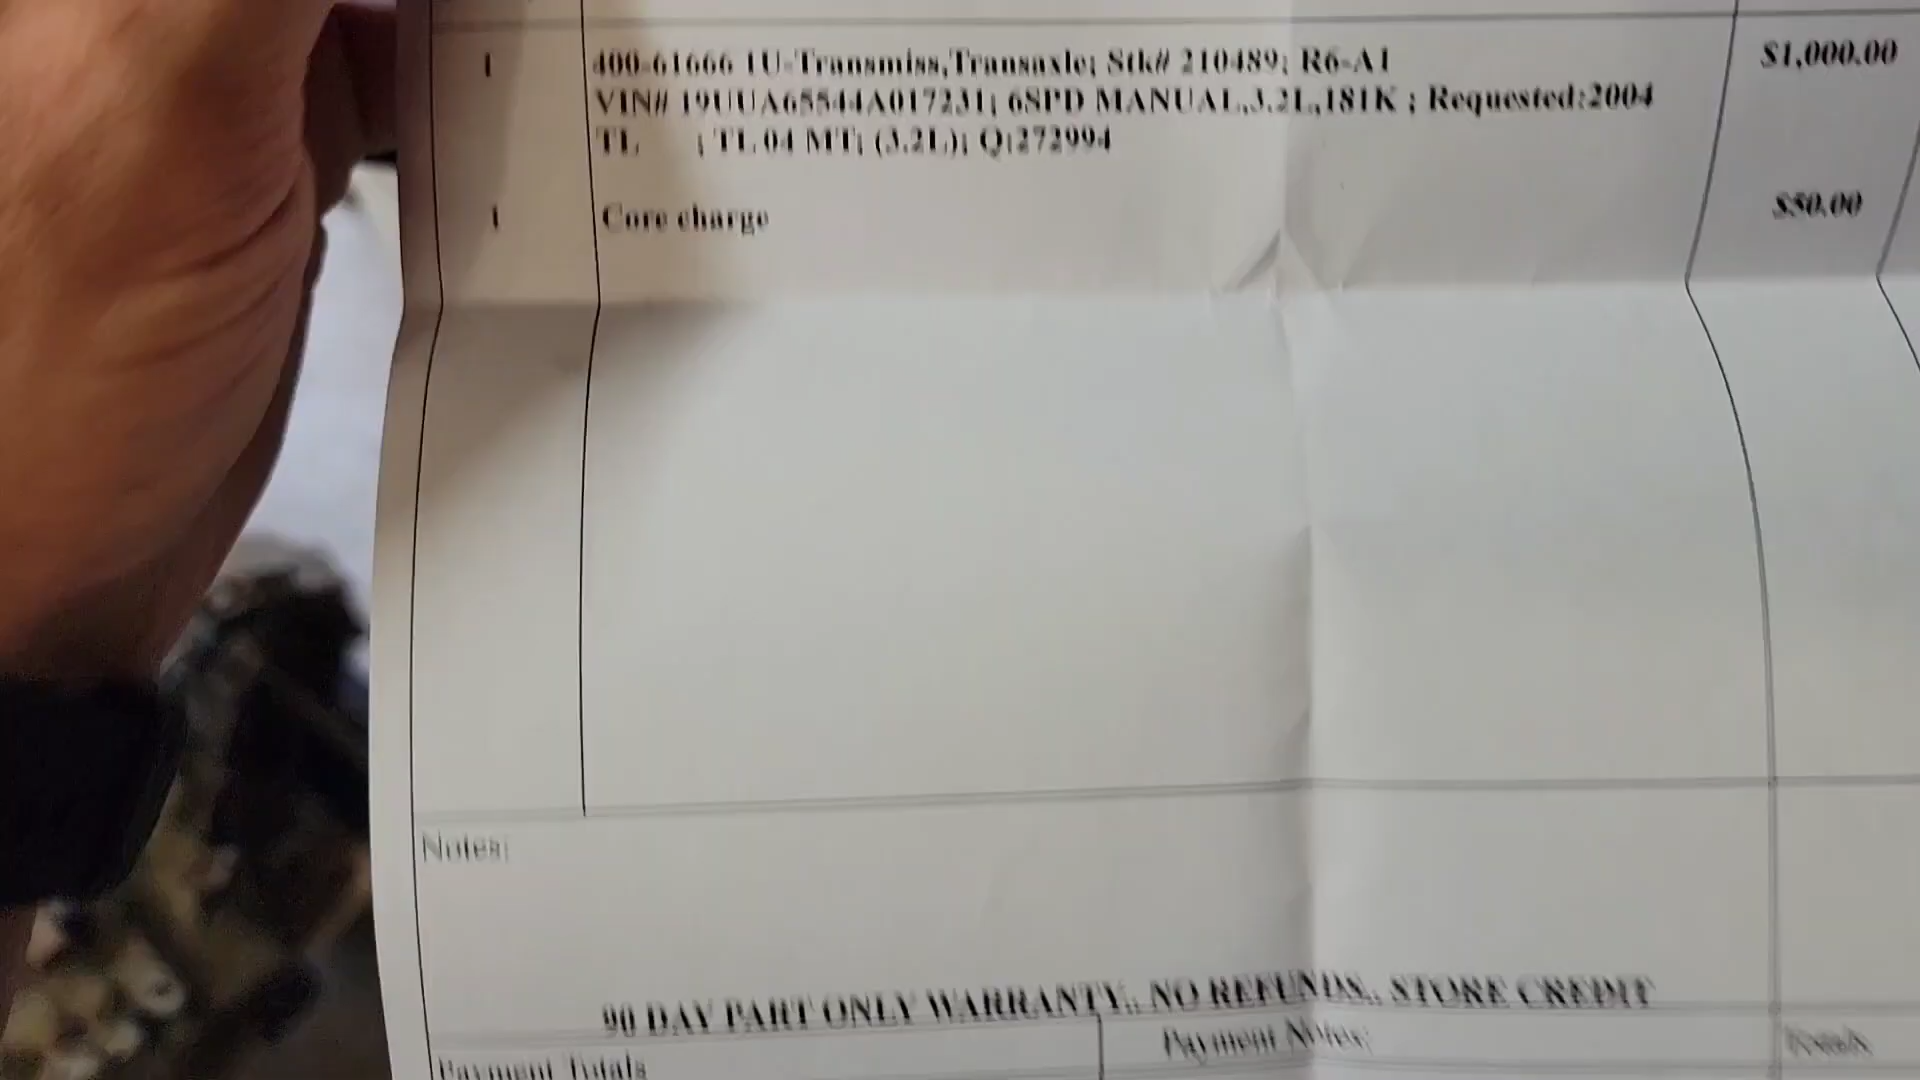 1 400-61666 1U-Transmiss,Transaxle; Stk# 210489; R6-A1 $1,000.00
VIN# 19UUA65544A017231; 6SPD MANUAL,3.2L,181K ; Requested:2004
TL ; TL 04 MT; (3.2L); Q:272994
1 Core charge $50.00
Notes:
90 DAY PART ONLY WARRANTY,, NO REFUNDS,, STORE CREDIT
Payment Totals Payment Notes: